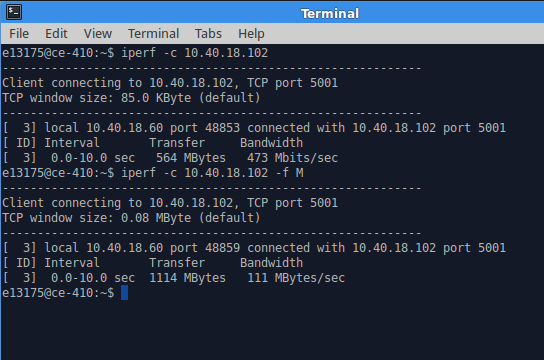 Terminal
File Edit View Terminal Tabs Help
e13175@ce-410:~$ iperf -c 10.40.18.102
------------------------------------------------------------
Client connecting to 10.40.18.102, TCP port 5001
TCP window size: 85.0 KByte (default)
------------------------------------------------------------
[  3] local 10.40.18.60 port 48853 connected with 10.40.18.102 port 5001
[ ID] Interval       Transfer     Bandwidth
[  3]  0.0-10.0 sec   564 MBytes   473 Mbits/sec
e13175@ce-410:~$ iperf -c 10.40.18.102 -f M
------------------------------------------------------------
Client connecting to 10.40.18.102, TCP port 5001
TCP window size: 0.08 MByte (default)
------------------------------------------------------------
[  3] local 10.40.18.60 port 48859 connected with 10.40.18.102 port 5001
[ ID] Interval       Transfer     Bandwidth
[  3]  0.0-10.0 sec  1114 MBytes   111 MBytes/sec
e13175@ce-410:~$